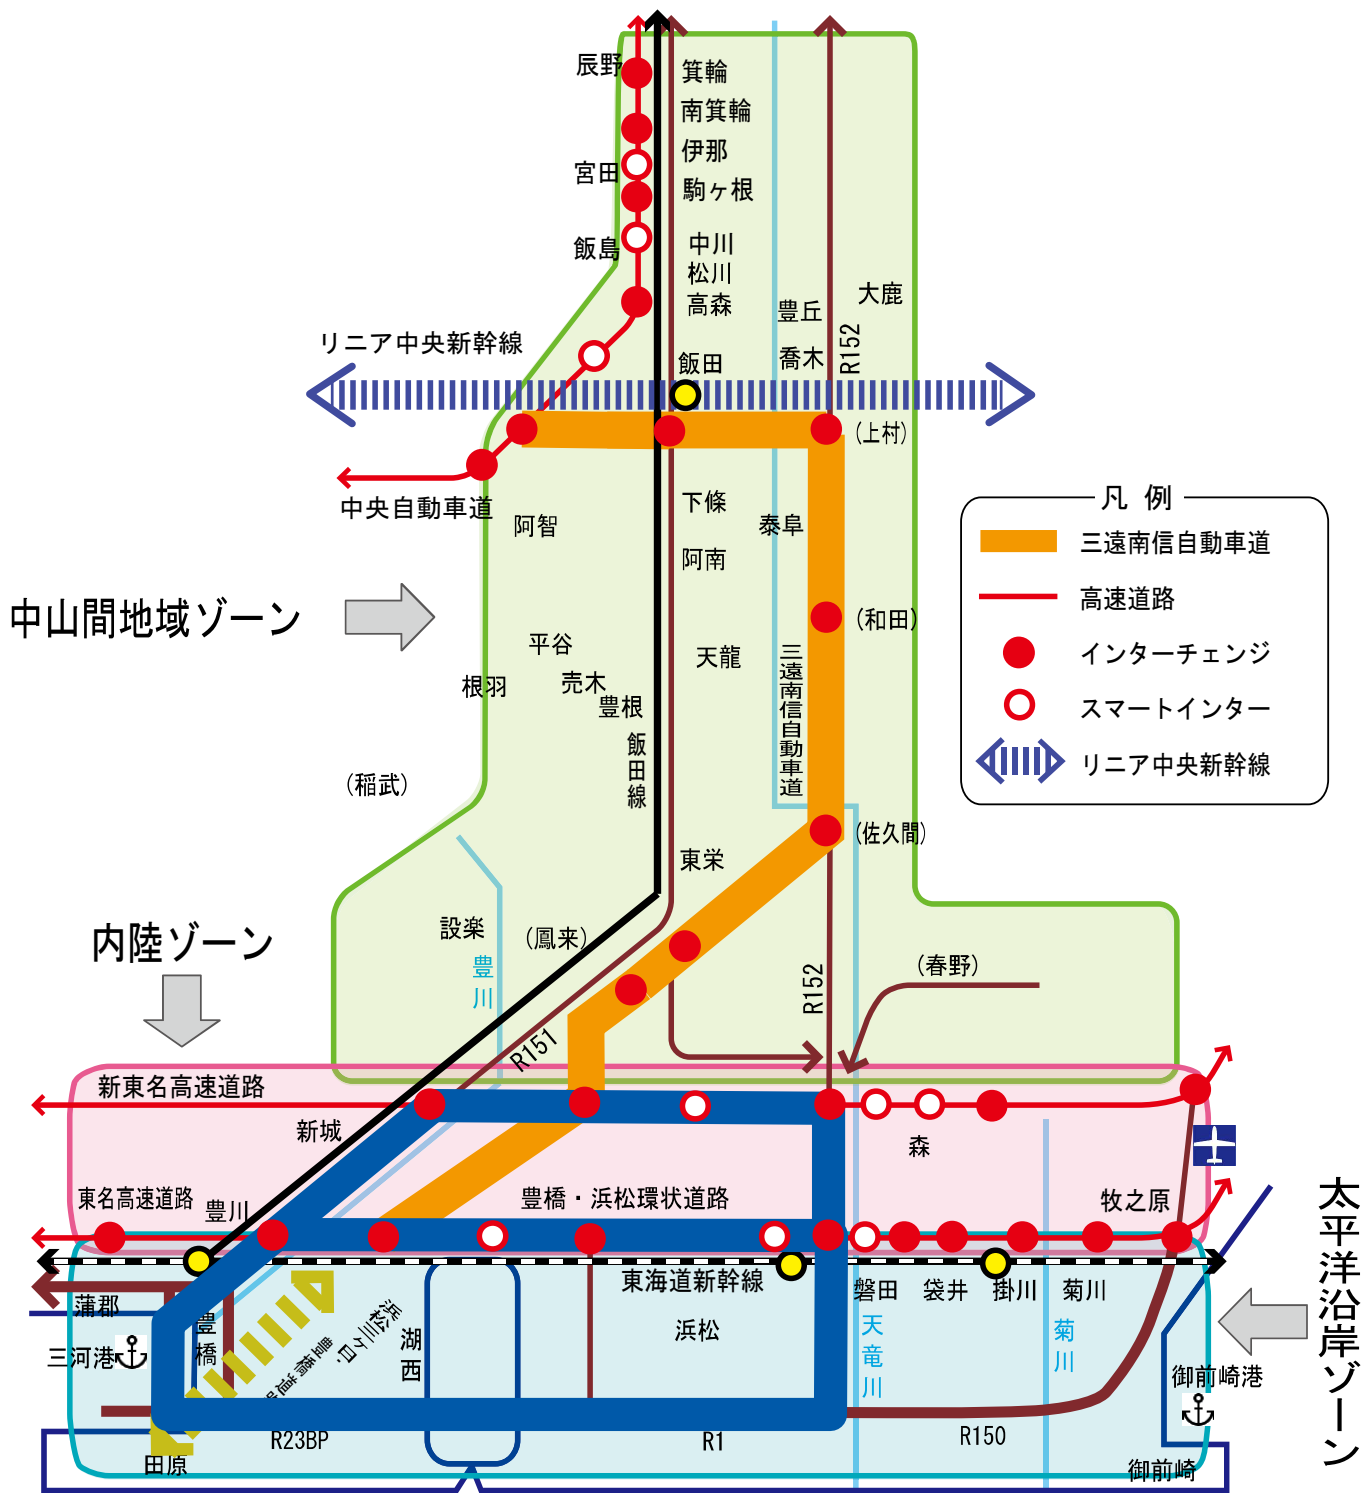 辰野
箕輪
南箕輪
伊那
宮田
駒ヶ根
飯島
中川
松川
高森
大鹿
豊丘
喬木
R152
リニア中央新幹線
飯田
(上村)
中央自動車道
阿智
下條
泰阜
阿南
凡 例
三遠南信自動車道
高速道路
インターチェンジ
スマートインター
リニア中央新幹線
中山間地域ゾーン
平谷
売木
根羽
豊根
天龍
(和田)
三遠南信自動車道
飯田線
(稲武)
(佐久間)
東栄
設楽
(鳳来)
豊川
内陸ゾーン
R151
R152
(春野)
新東名高速道路
新城
森
東名高速道路
豊川
豊橋・浜松環状道路
牧之原
太平洋沿岸ゾーン
東海道新幹線
浜松
磐田
袋井
掛川
菊川
蒲郡
三河港
豊橋
浜松三ケ日・
豊橋道路
湖西
天竜川
菊川
御前崎港
御前崎
R23BP
R1
R150
田原